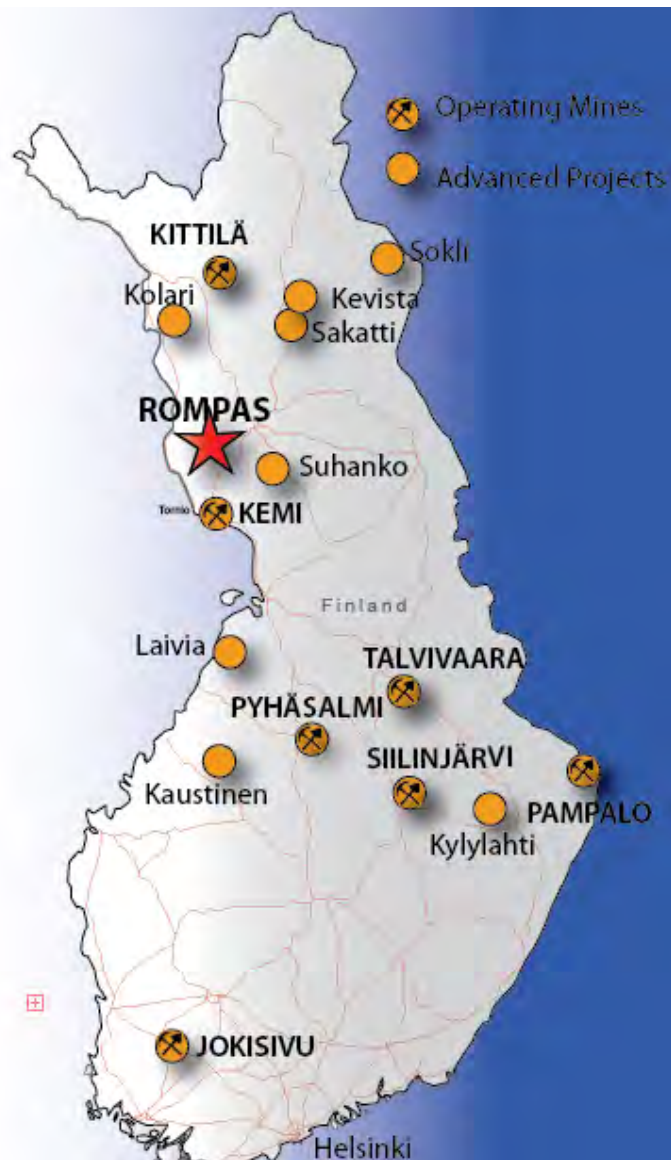 Operating Mines
Advanced Projects
KITTILÄ
Sokli
Kolari
Kevista
Sakatti
ROMPAS
Suhanko
Tornio
KEMI
Finland
Laivia
TALVIVAARA
PYHÄSALMI
SIILINJÄRVI
Kaustinen
PAMPALO
Kylylahti
JOKISIVU
Helsinki